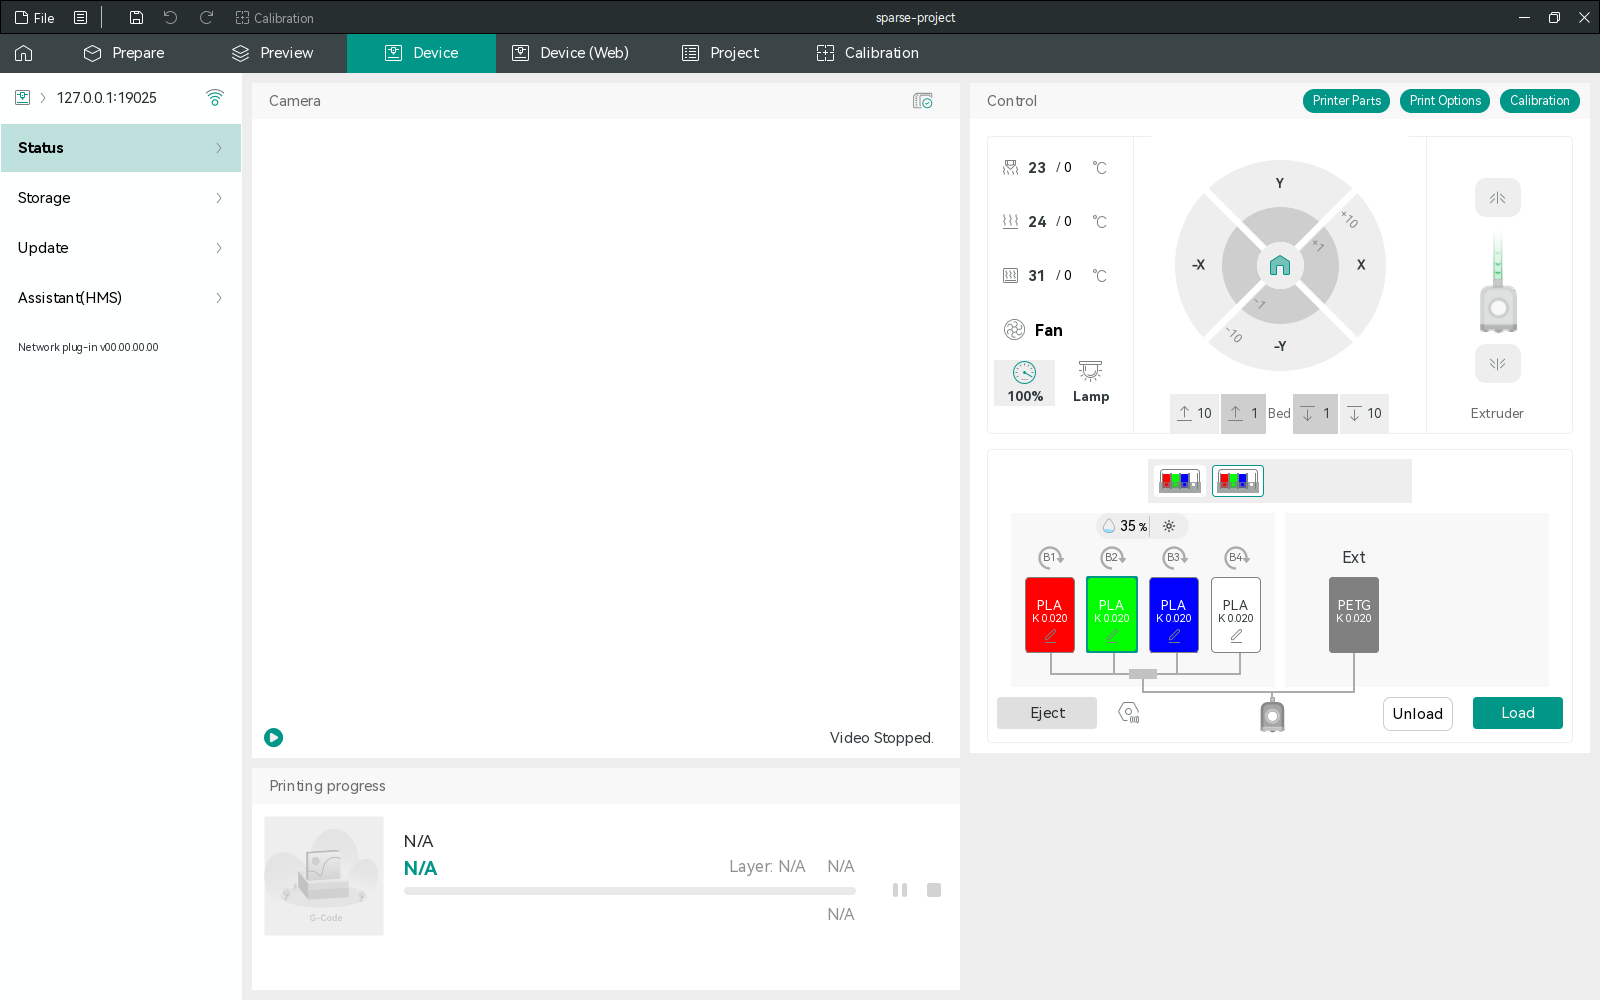 File
Calibration
sparse-project
Prepare
Preview
Device
Device (Web)
Project
Calibration
127.0.0.1:19025
Status
Storage
Update
Assistant(HMS)
Network plug-in v00.00.00.00
Camera
Video Stopped.
Printing progress
G-Code
N/A
N/A
Layer: N/A
N/A
N/A
Control
Printer Parts
Print Options
Calibration
23 / 0 °C
24 / 0 °C
31 / 0 °C
Fan
100%
Lamp
Y
+10
+1
-X
X
-1
-10
-Y
10
1
Bed
1
10
Extruder
35 %
B1
B2
B3
B4
Ext
PLA
K 0.020
PLA
K 0.020
PLA
K 0.020
PLA
K 0.020
PETG
K 0.020
Eject
Unload
Load